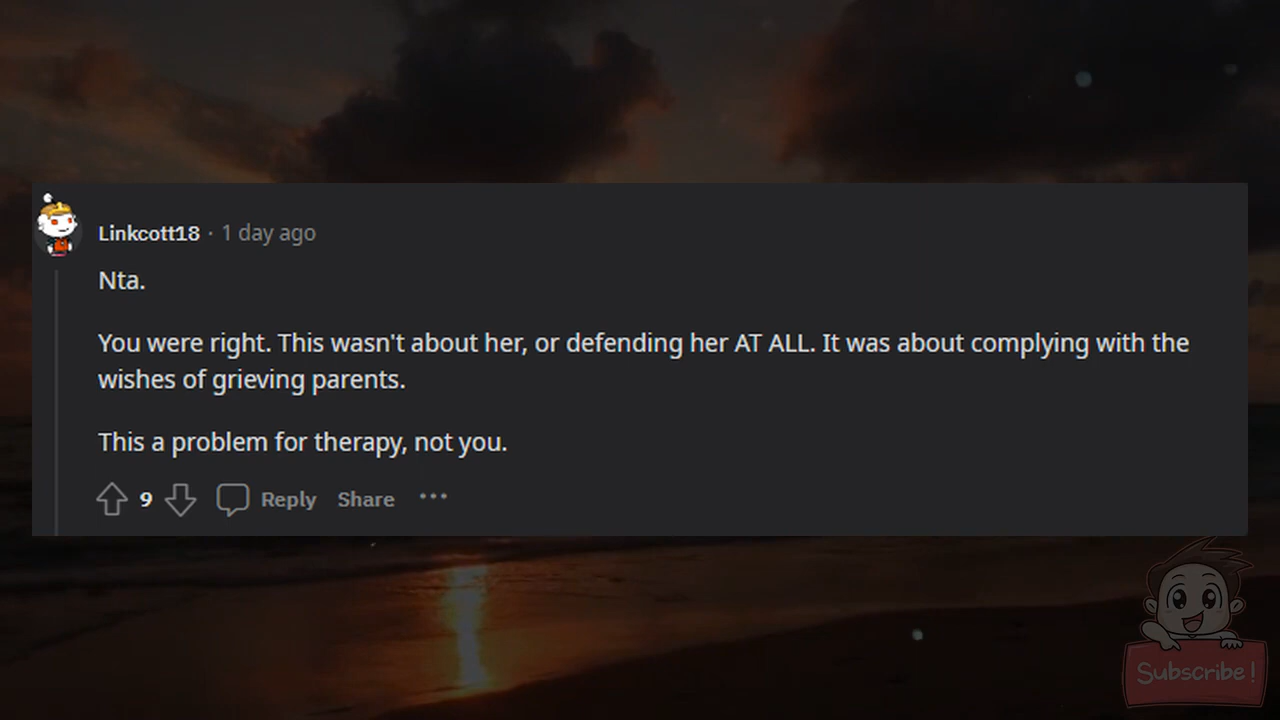 Linkcott18 · 1 day ago
Nta.
You were right. This wasn't about her, or defending her AT ALL. It was about complying with the
wishes of grieving parents.
This a problem for therapy, not you.
9 Reply Share ···
Subscribe!